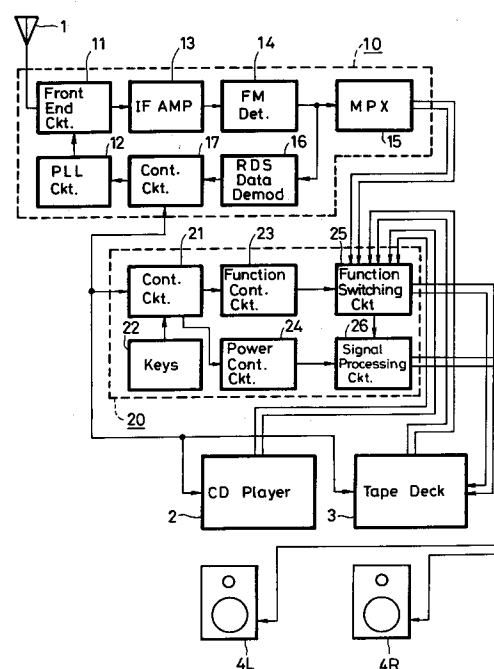 1
11
13
14
10
Front
End
Ckt.
IF AMP
FM
Det.
MPX
12
17
16
15
PLL
Ckt.
Cont.
Ckt.
RDS
Data
Demod
21
23
25
Cont.
Ckt.
Function
Cont. Ckt.
Function
Switching
Ckt
22
24
26
Keys
Power
Cont.
Ckt.
Signal
Processing
Ckt.
20
CD Player
Tape Deck
2
3
4L
4R